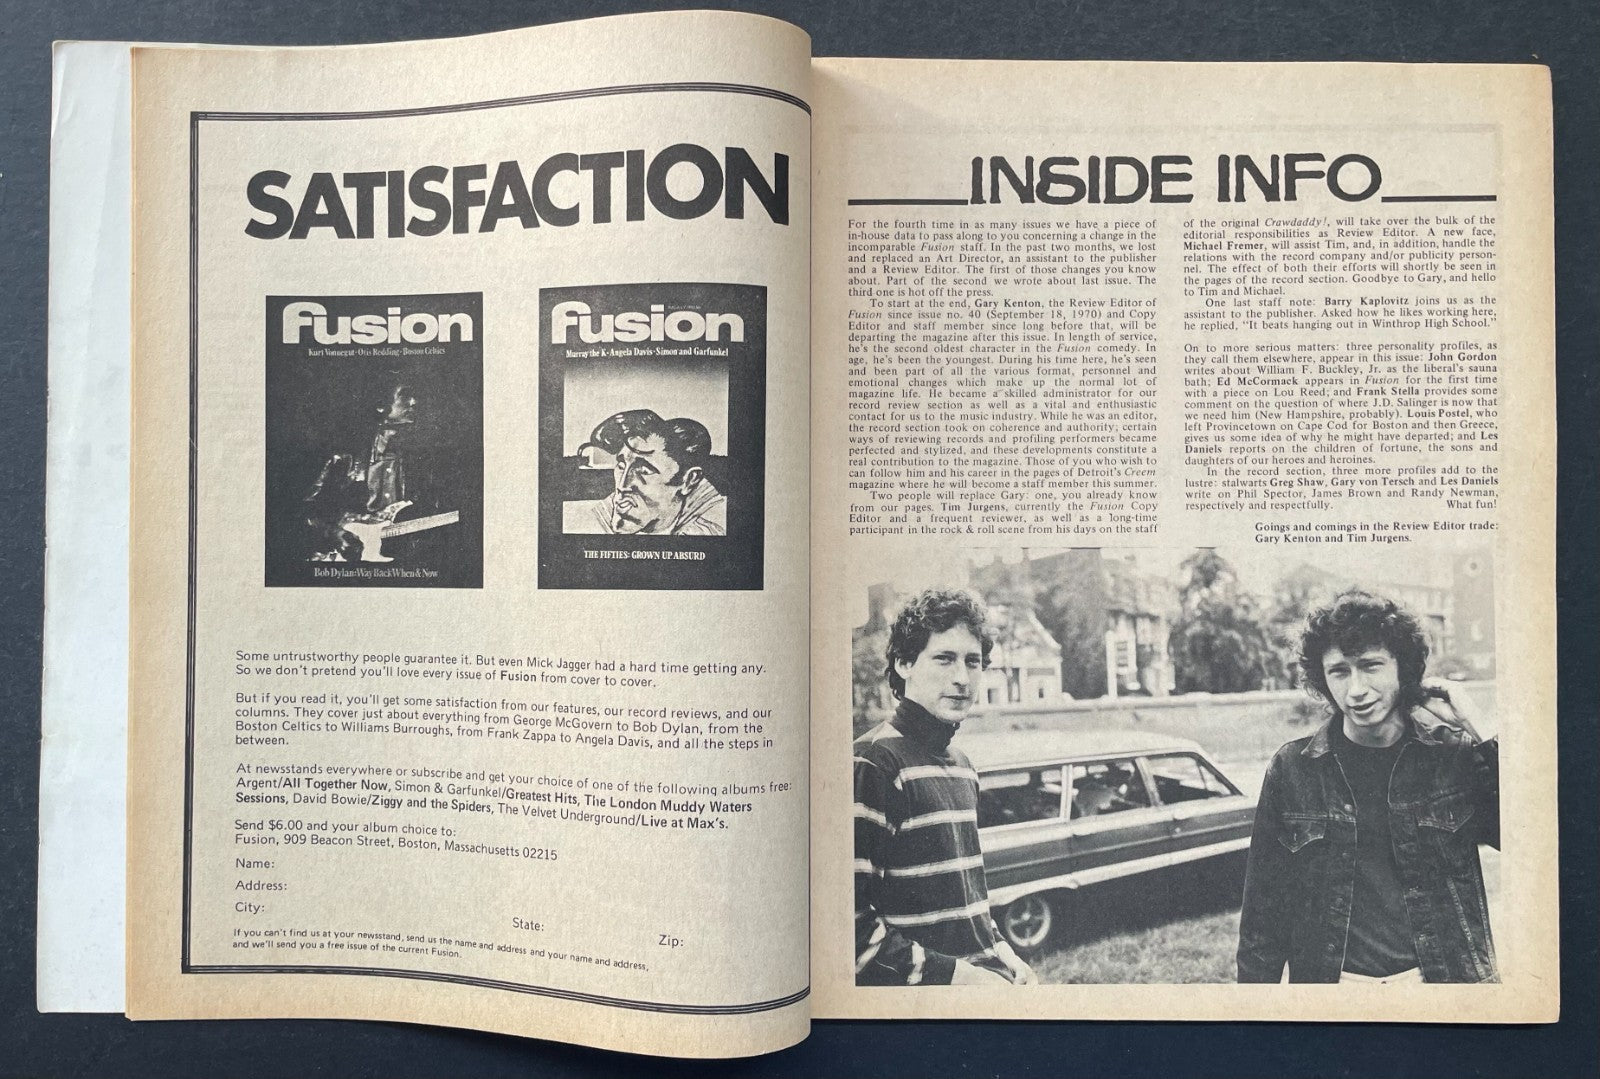 SATISFACTION
fusion
Kurt Vonnegut · Otis Redding · Boston Celtics
Bob Dylan: Way Back When & Now
fusion
Murray the K · Angela Davis · Simon and Garfunkel
THE FIFTIES: GROWN UP ABSURD
Some untrustworthy people guarantee it. But even Mick Jagger had a hard time getting any.
So we don't pretend you'll love every issue of Fusion from cover to cover.
But if you read it, you'll get some satisfaction from our features, our record reviews, and our
columns. They cover just about everything from George McGovern to Bob Dylan, from the
Boston Celtics to Williams Burroughs, from Frank Zappa to Angela Davis, and all the steps in
between.
At newsstands everywhere or subscribe and get your choice of one of the following albums free:
Argent/All Together Now, Simon & Garfunkel/Greatest Hits, The London Muddy Waters
Sessions, David Bowie/Ziggy and the Spiders, The Velvet Underground/Live at Max's.
Send $6.00 and your album choice to:
Fusion, 909 Beacon Street, Boston, Massachusetts 02215
Name:
Address:
City:
State:
Zip:
If you can't find us at your newsstand, send us the name and address and your name and address,
and we'll send you a free issue of the current Fusion.
INSIDE INFO
For the fourth time in as many issues we have a piece of
in-house data to pass along to you concerning a change in the
incomparable Fusion staff. In the past two months, we lost
and replaced an Art Director, an assistant to the publisher
and a Review Editor. The first of those changes you know
about. Part of the second we wrote about last issue. The
third one is hot off the press.
To start at the end, Gary Kenton, the Review Editor of
Fusion since issue no. 40 (September 18, 1970) and Copy
Editor and staff member since long before that, will be
departing the magazine after this issue. In length of service,
he's the second oldest character in the Fusion comedy. In
age, he's been the youngest. During his time here, he's seen
and been part of all the various format, personnel and
emotional changes which make up the normal lot of
magazine life. He became a skilled administrator for our
record review section as well as a vital and enthusiastic
contact for us to the music industry. While he was an editor,
the record section took on coherence and authority; certain
ways of reviewing records and profiling performers became
perfected and stylized, and these developments constitute a
real contribution to the magazine. Those of you who wish to
can follow him and his career in the pages of Detroit's Creem
magazine where he will become a staff member this summer.
Two people will replace Gary: one, you already know
from our pages. Tim Jurgens, currently the Fusion Copy
Editor and a frequent reviewer, as well as a long-time
participant in the rock & roll scene from his days on the staff
of the original Crawdaddy!, will take over the bulk of the
editorial responsibilities as Review Editor. A new face,
Michael Fremer, will assist Tim, and, in addition, handle the
relations with the record company and/or publicity person-
nel. The effect of both their efforts will shortly be seen in
the pages of the record section. Goodbye to Gary, and hello
to Tim and Michael.
One last staff note: Barry Kaplovitz joins us as the
assistant to the publisher. Asked how he likes working here,
he replied, "It beats hanging out in Winthrop High School."
On to more serious matters: three personality profiles, as
they call them elsewhere, appear in this issue: John Gordon
writes about William F. Buckley, Jr. as the liberal's sauna
bath; Ed McCormack appears in Fusion for the first time
with a piece on Lou Reed; and Frank Stella provides some
comment on the question of where J.D. Salinger is now that
we need him (New Hampshire, probably). Louis Postel, who
left Provincetown on Cape Cod for Boston and then Greece,
gives us some idea of why he might have departed; and Les
Daniels reports on the children of fortune, the sons and
daughters of our heroes and heroines.
In the record section, three more profiles add to the
lustre: stalwarts Greg Shaw, Gary von Tersch and Les Daniels
write on Phil Spector, James Brown and Randy Newman,
respectively and respectfully. What fun!
Goings and comings in the Review Editor trade:
Gary Kenton and Tim Jurgens.